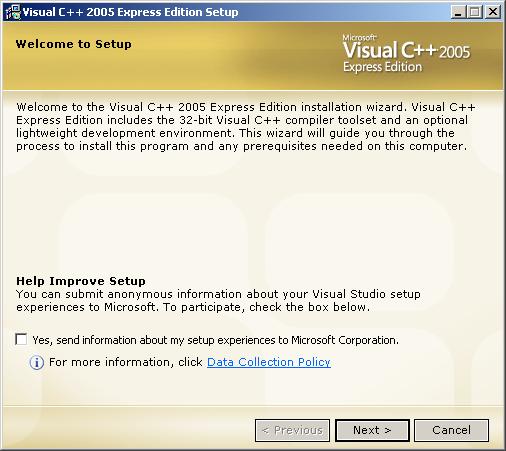 Visual C++ 2005 Express Edition Setup
Welcome to Setup
Microsoft
Visual C++ 2005
Express Edition
Welcome to the Visual C++ 2005 Express Edition installation wizard. Visual C++
Express Edition includes the 32-bit Visual C++ compiler toolset and an optional
lightweight development environment. This wizard will guide you through the
process to install this program and any prerequisites needed on this computer.
Help Improve Setup
You can submit anonymous information about your Visual Studio setup
experiences to Microsoft. To participate, check the box below.
Yes, send information about my setup experiences to Microsoft Corporation.
For more information, click Data Collection Policy
< Previous Next > Cancel